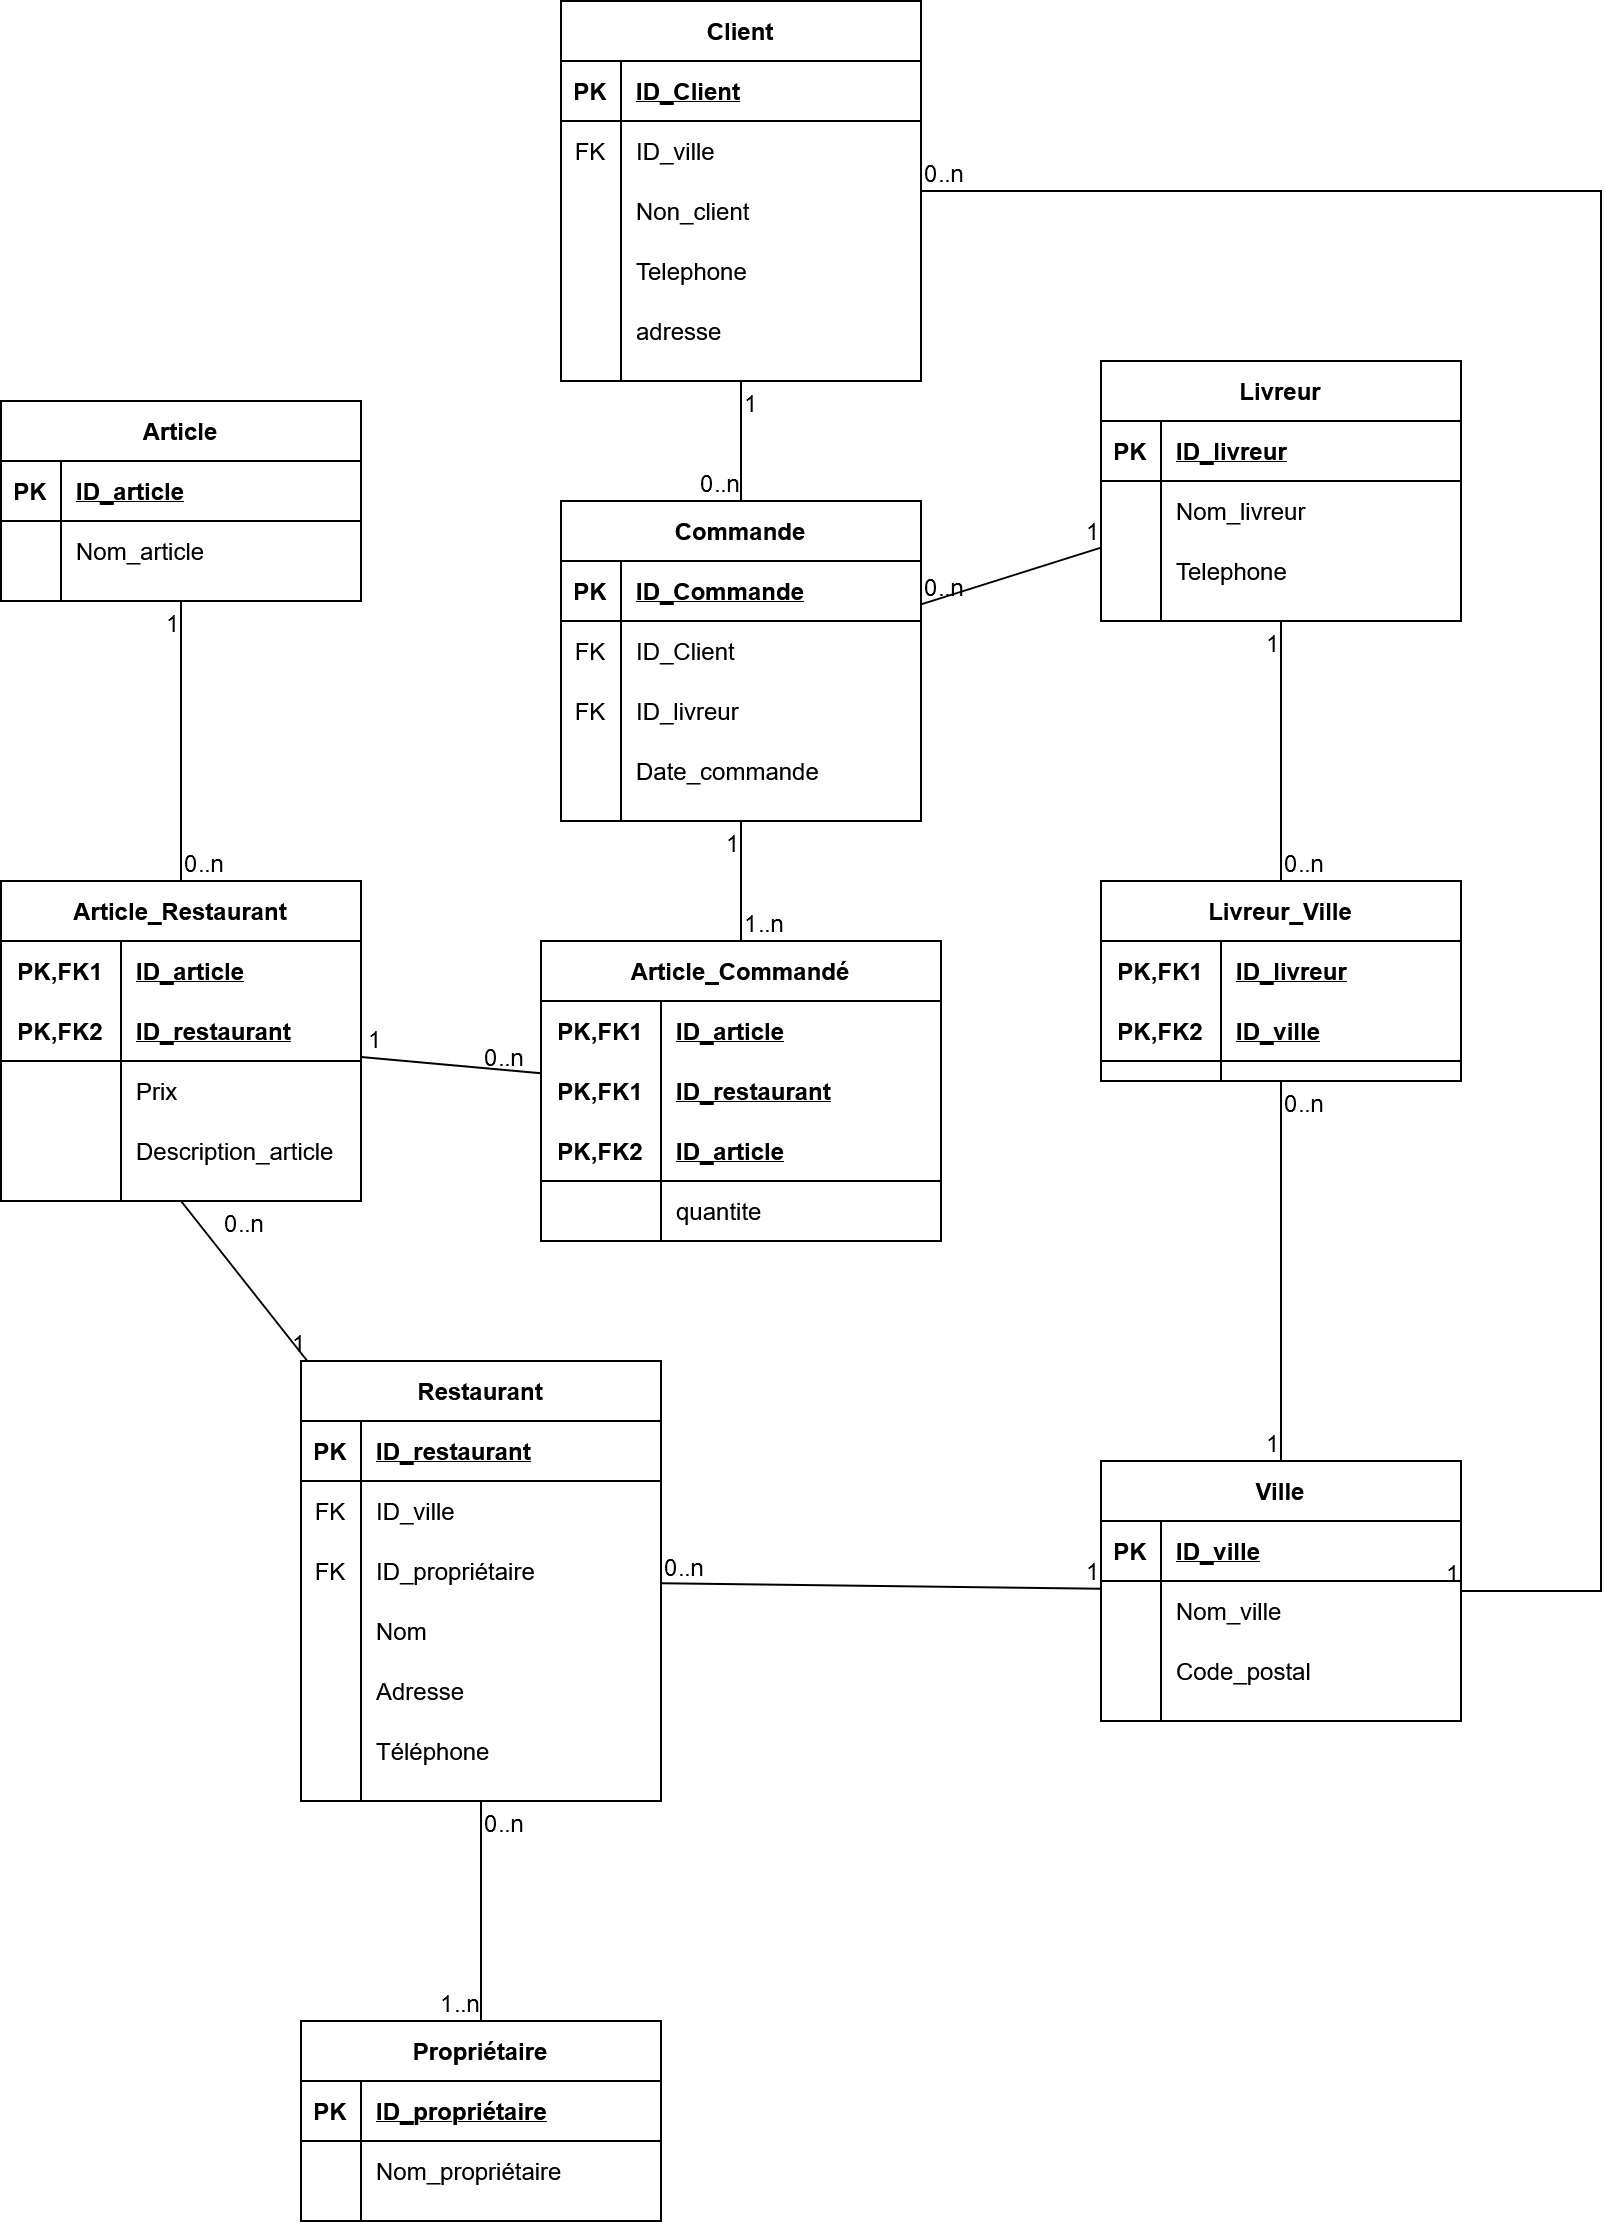 Client
PK ID_Client
FK ID_ville
Non_client
Telephone
adresse
0..n
1
Livreur
PK ID_livreur
Nom_livreur
Telephone
1
1
Article
PK ID_article
Nom_article
1
0..n
Commande
PK ID_Commande
FK ID_Client
FK ID_livreur
Date_commande
0..n
1
0..n
Article_Restaurant
PK,FK1 ID_article
PK,FK2 ID_restaurant
Prix
Description_article
1
0..n
1..n
Article_Commandé
PK,FK1 ID_article
PK,FK1 ID_restaurant
PK,FK2 ID_article
quantite
0..n
0..n
Livreur_Ville
PK,FK1 ID_livreur
PK,FK2 ID_ville
0..n
1
Restaurant
PK ID_restaurant
FK ID_ville
FK ID_propriétaire
Nom
Adresse
Téléphone
0..n
0..n
1
1
Ville
PK ID_ville
Nom_ville
Code_postal
1
1..n
Propriétaire
PK ID_propriétaire
Nom_propriétaire